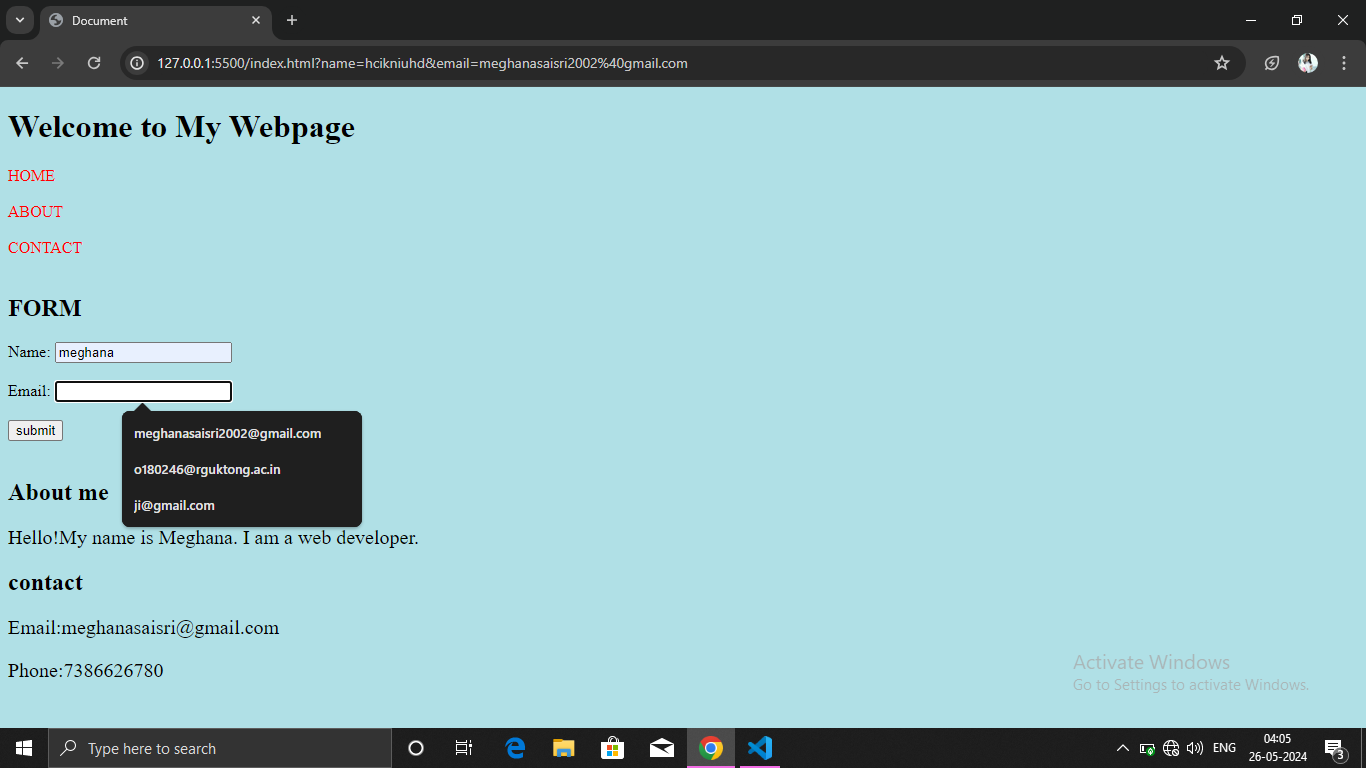 Document
127.0.0.1:5500/index.html?name=hcikniuhd&email=meghanasaisri2002%40gmail.com
Welcome to My Webpage
HOME
ABOUT
CONTACT
FORM
Name: meghana
Email:
submit
meghanasaisri2002@gmail.com
o180246@rguktong.ac.in
ji@gmail.com
About me
Hello!My name is Meghana. I am a web developer.
contact
Email:meghanasaisri@gmail.com
Phone:7386626780
Activate Windows
Go to Settings to activate Windows.
Type here to search
ENG
04:05
26-05-2024
3